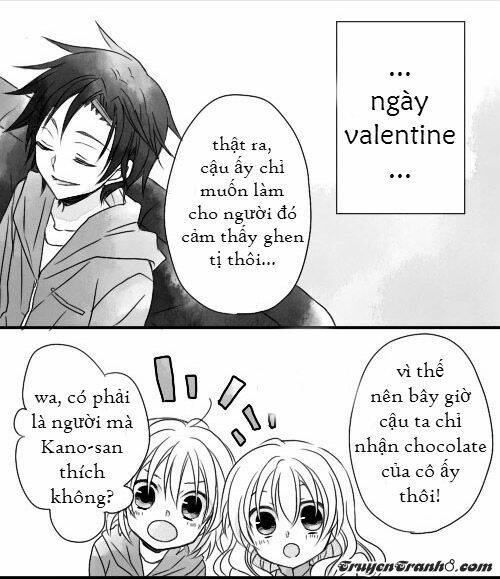 ...
ngày
valentine
...
thật ra,
cậu ấy chỉ
muốn làm
cho người đó
cảm thấy ghen
tị thôi...
vì thế
nên bây giờ
cậu ta chỉ
nhận chocolate
của cô ấy
thôi!
wa, có phải
là người mà
Kano-san
thích
không?
TruyenTranh8.com